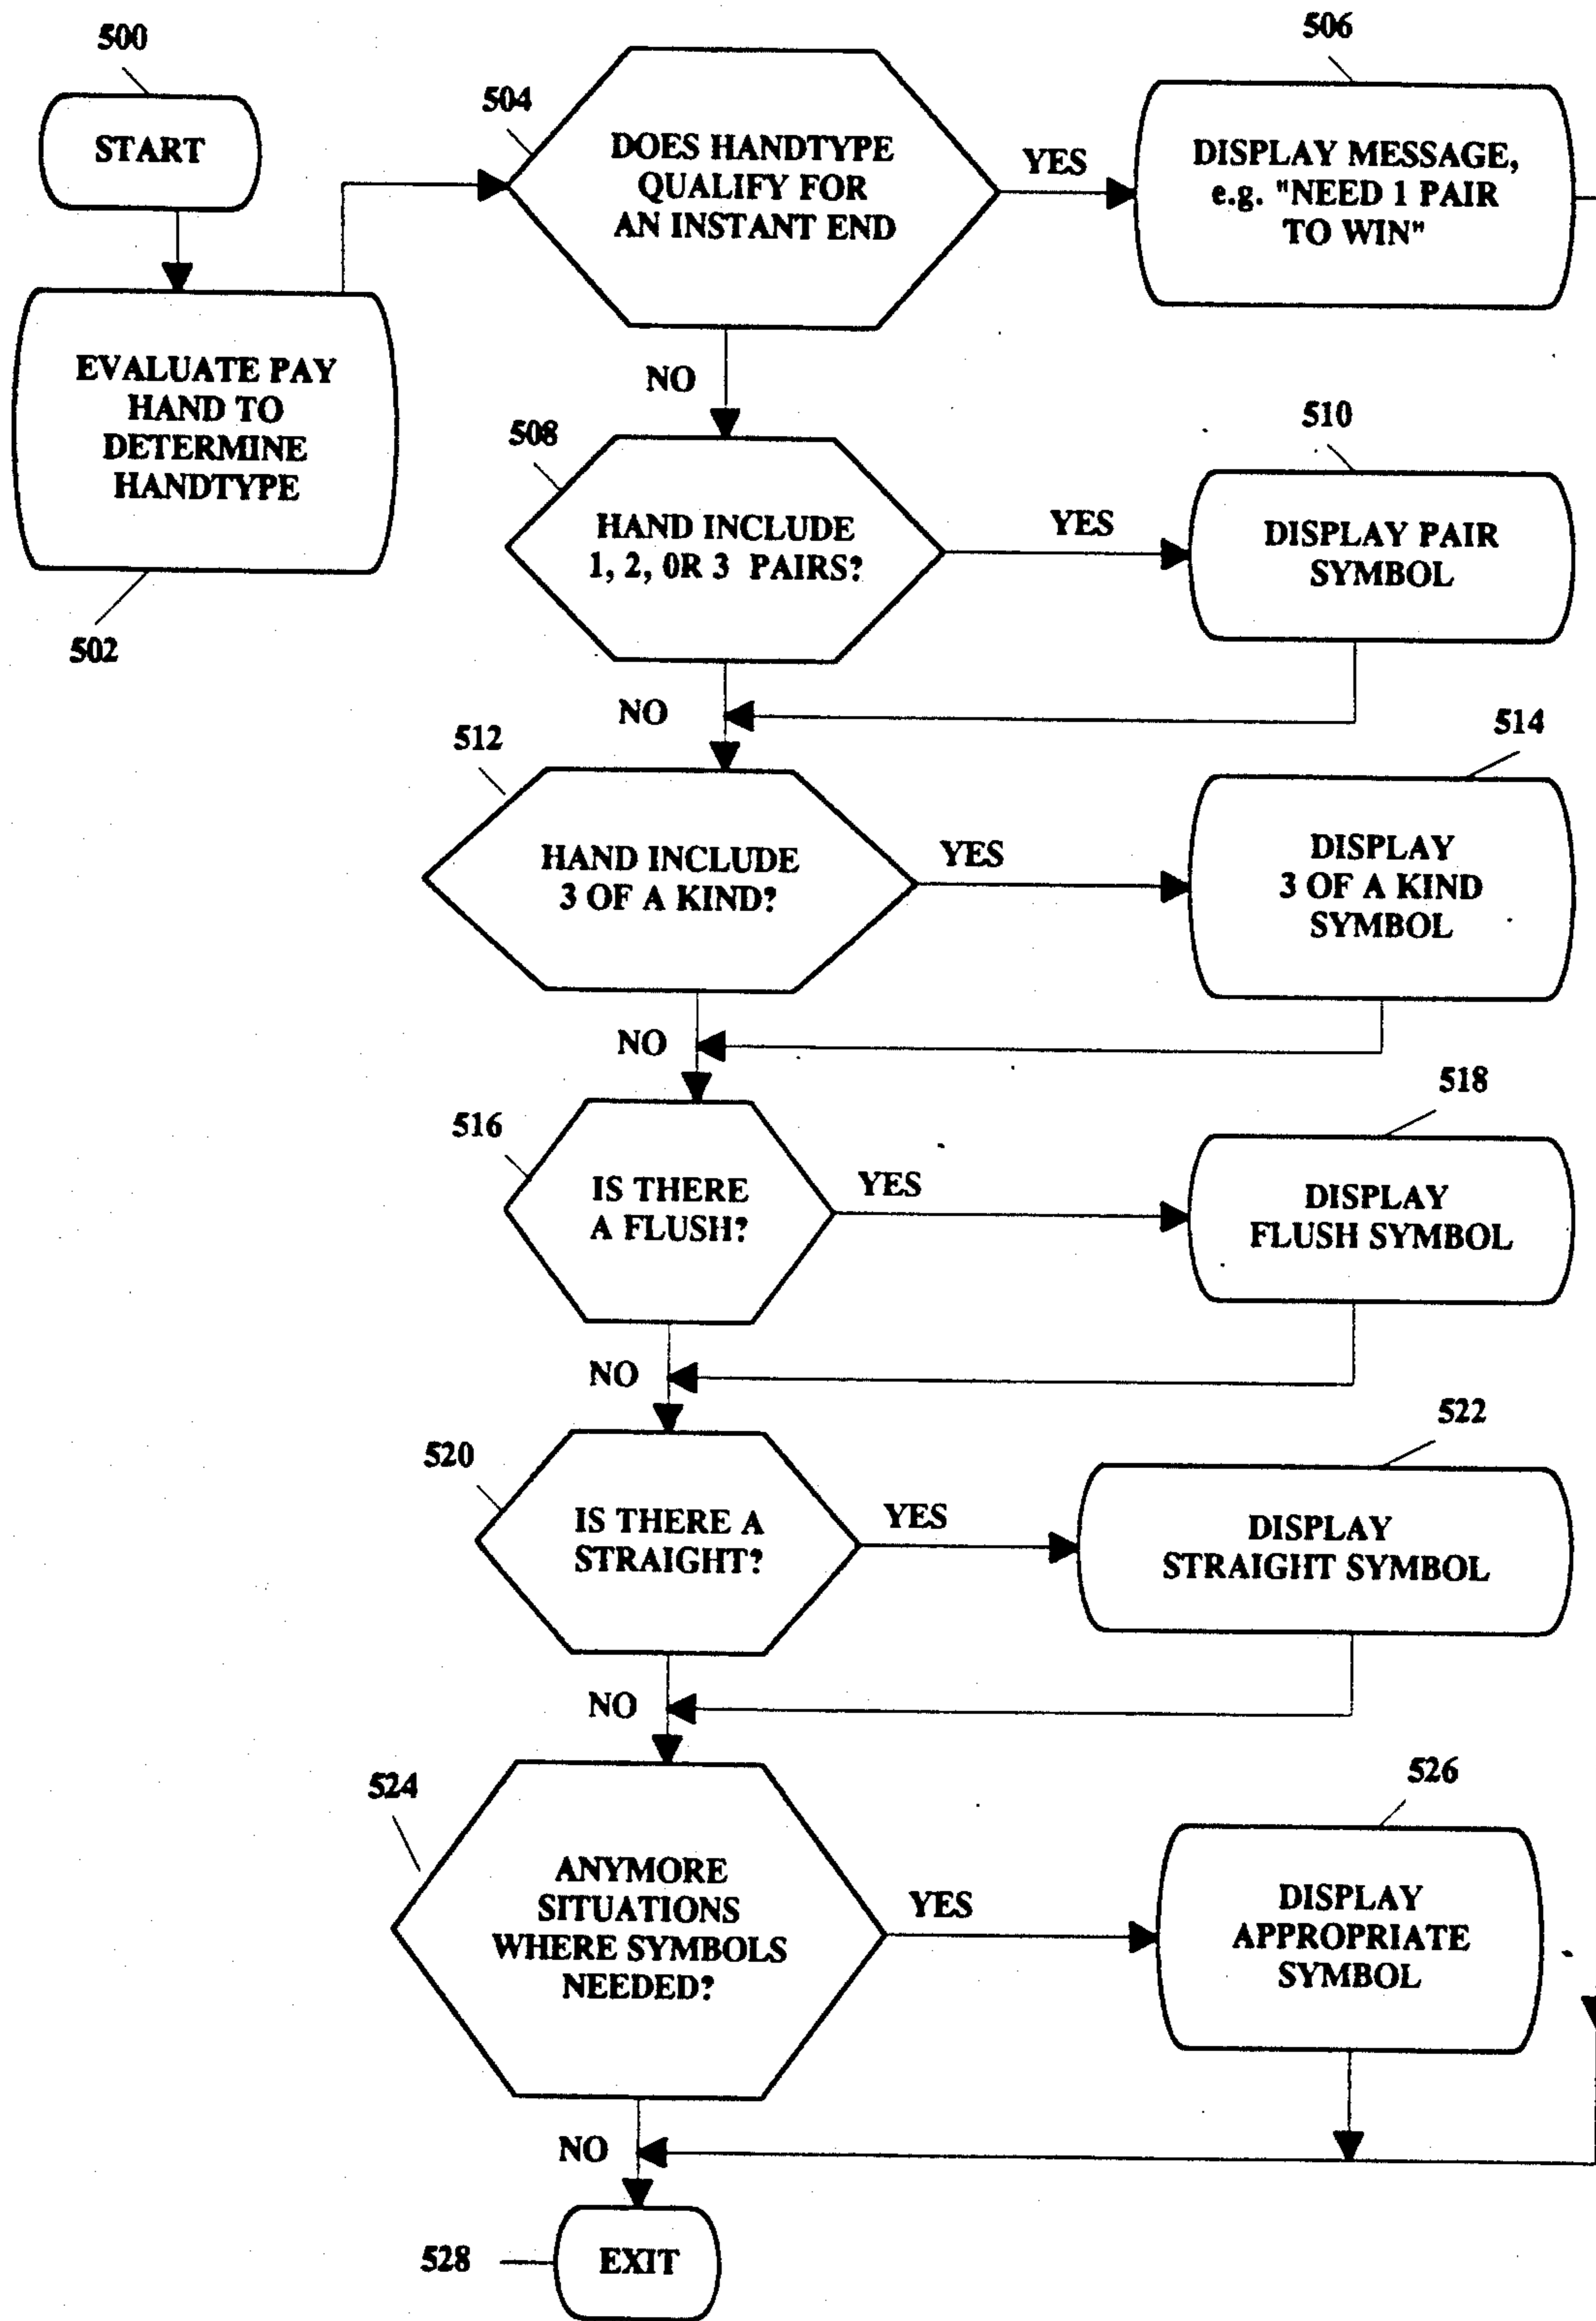 500
START
EVALUATE PAY
HAND TO
DETERMINE
HANDTYPE
502
504
DOES HANDTYPE
QUALIFY FOR
AN INSTANT END
YES
506
DISPLAY MESSAGE,
e.g. "NEED 1 PAIR
TO WIN"
NO
508
HAND INCLUDE
1, 2, 0R 3 PAIRS?
YES
510
DISPLAY PAIR
SYMBOL
NO
512
HAND INCLUDE
3 OF A KIND?
YES
514
DISPLAY
3 OF A KIND
SYMBOL
NO
516
IS THERE
A FLUSH?
YES
518
DISPLAY
FLUSH SYMBOL
NO
520
IS THERE A
STRAIGHT?
YES
522
DISPLAY
STRAIGHT SYMBOL
NO
524
ANYMORE
SITUATIONS
WHERE SYMBOLS
NEEDED?
YES
526
DISPLAY
APPROPRIATE
SYMBOL
NO
528
EXIT